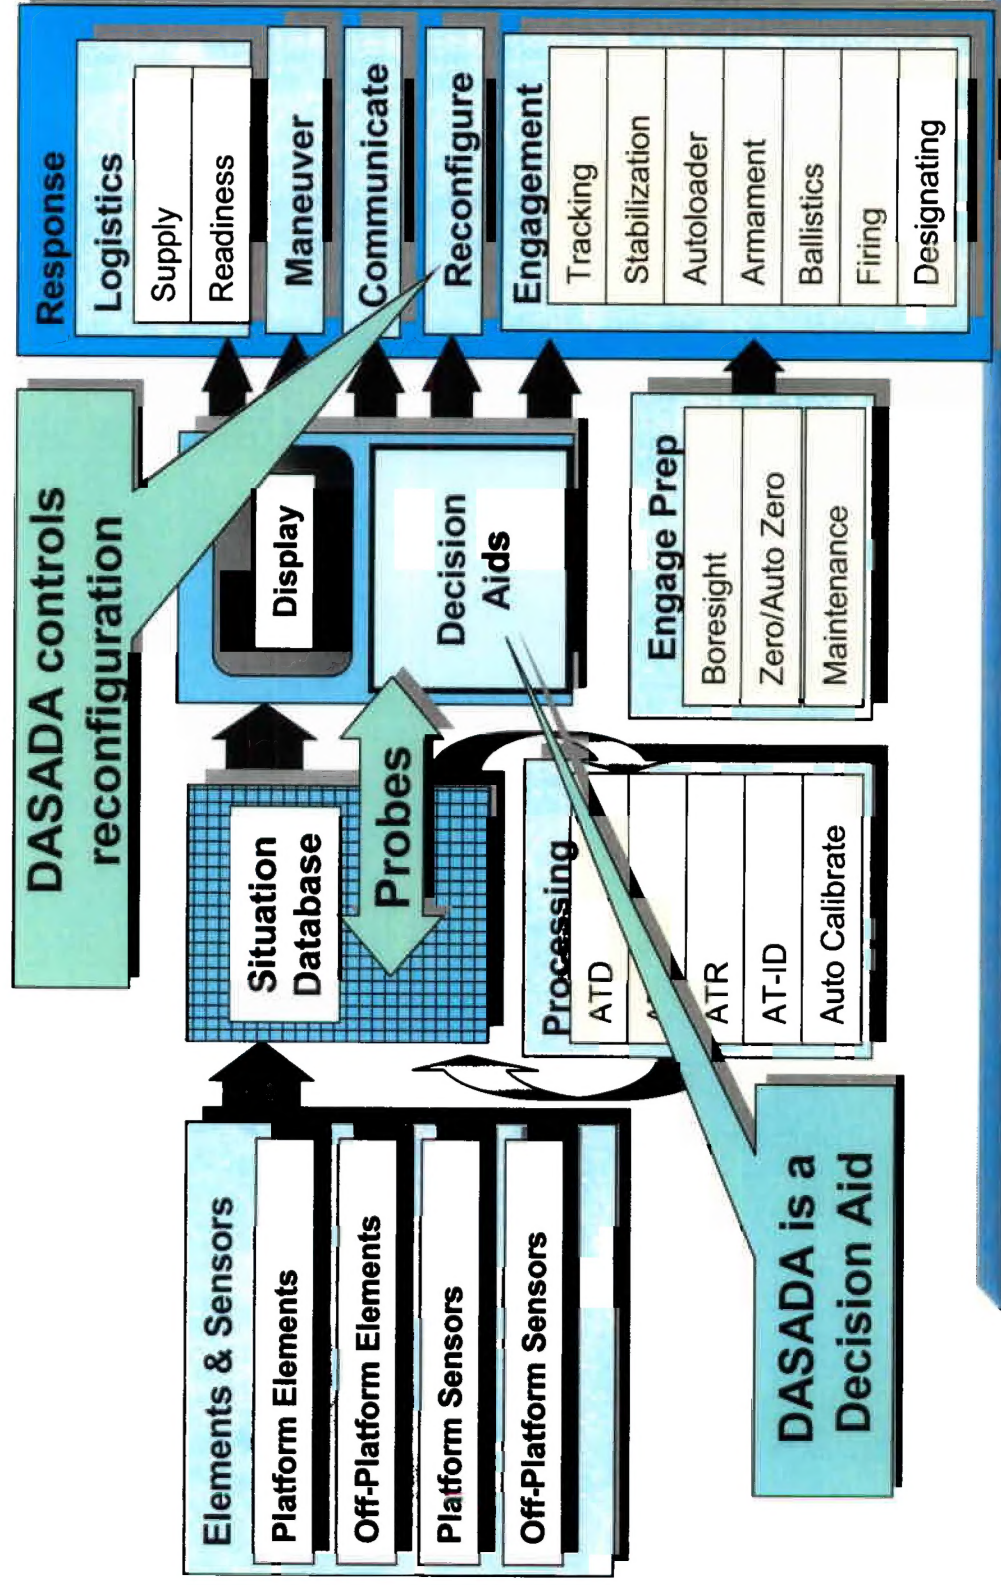 DASADA controls
reconfiguration
Elements & Sensors
Platform Elements
Off-Platform Elements
Platform Sensors
Off-Platform Sensors
Situation
Database
Probes
Processing
ATD
ATR
AT-ID
Auto Calibrate
Display
Decision
Aids
Engage Prep
Boresight
Zero/Auto Zero
Maintenance
Response
Logistics
Supply
Readiness
Maneuver
Communicate
Reconfigure
Engagement
Tracking
Stabilization
Autoloader
Armament
Ballistics
Firing
Designating
DASADA is a
Decision Aid